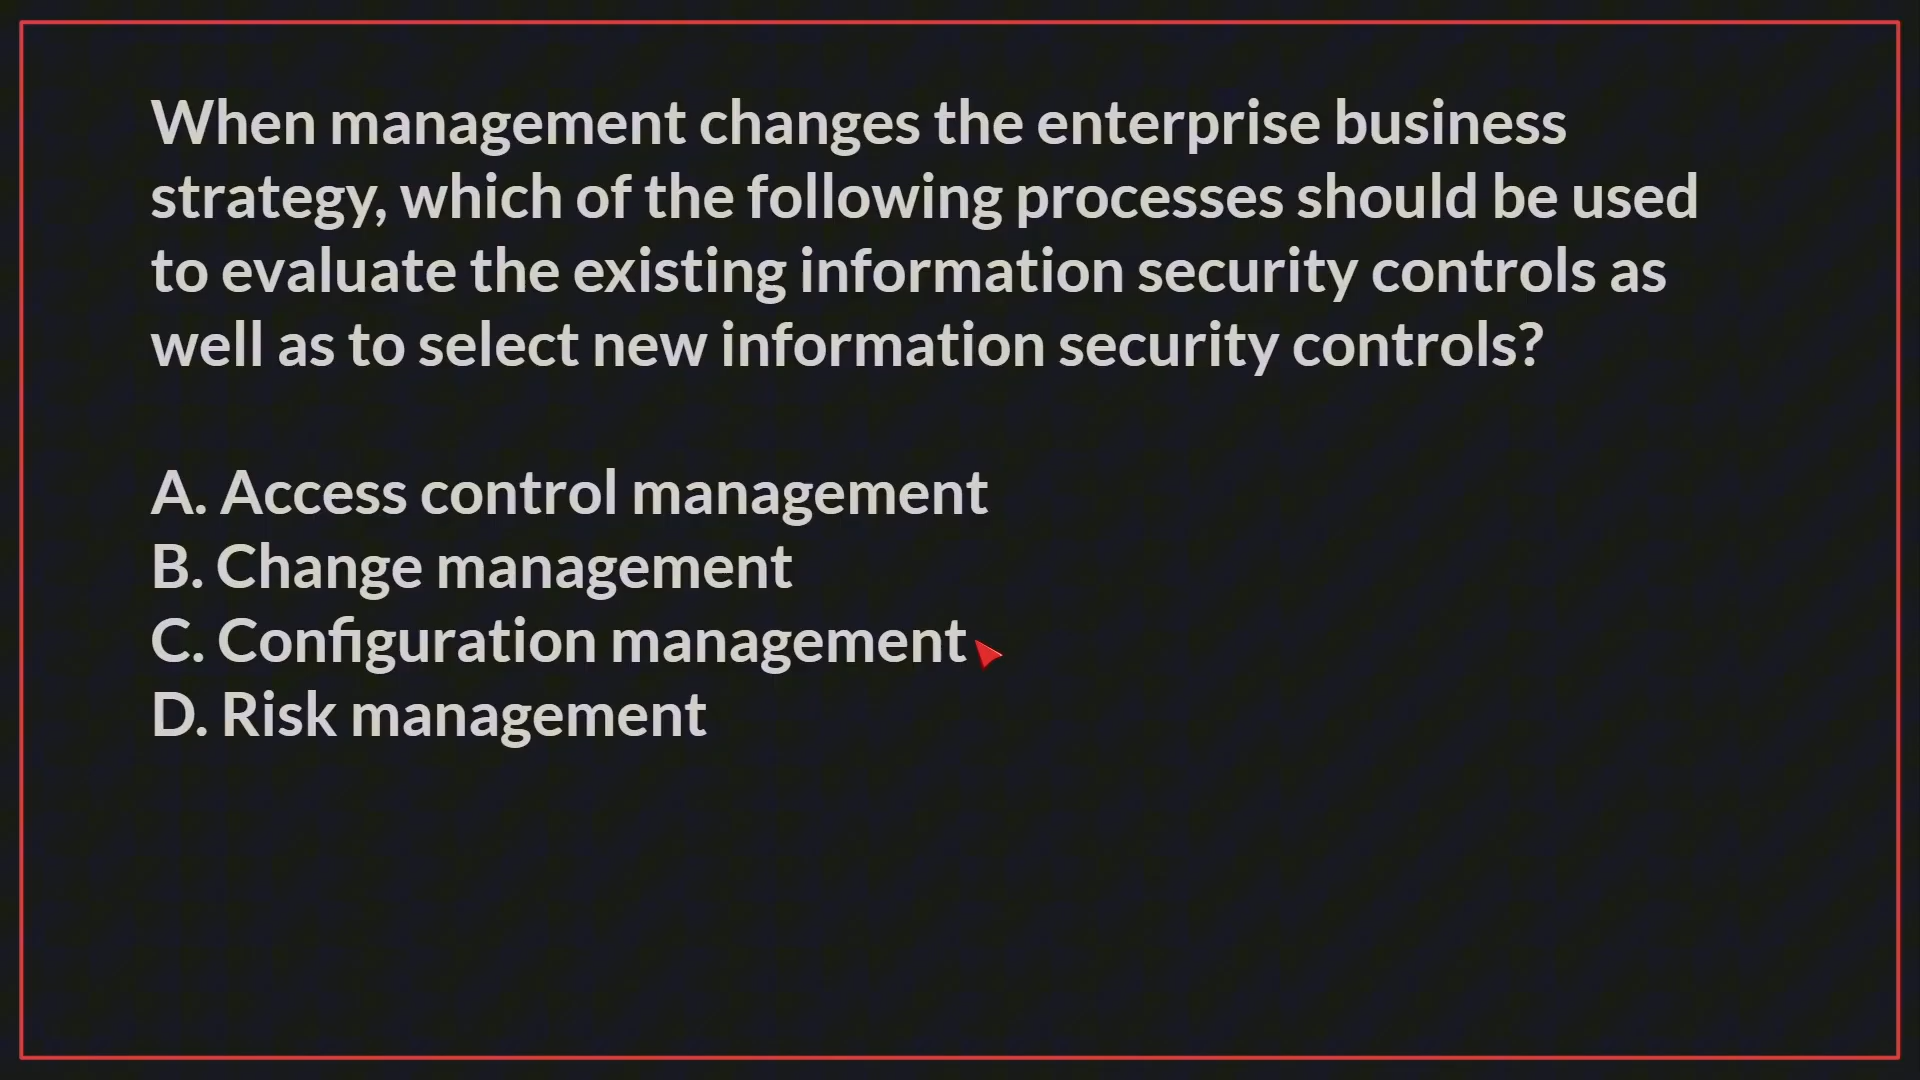 When management changes the enterprise business
strategy, which of the following processes should be used
to evaluate the existing information security controls as
well as to select new information security controls?
A. Access control management
B. Change management
C. Configuration management
D. Risk management